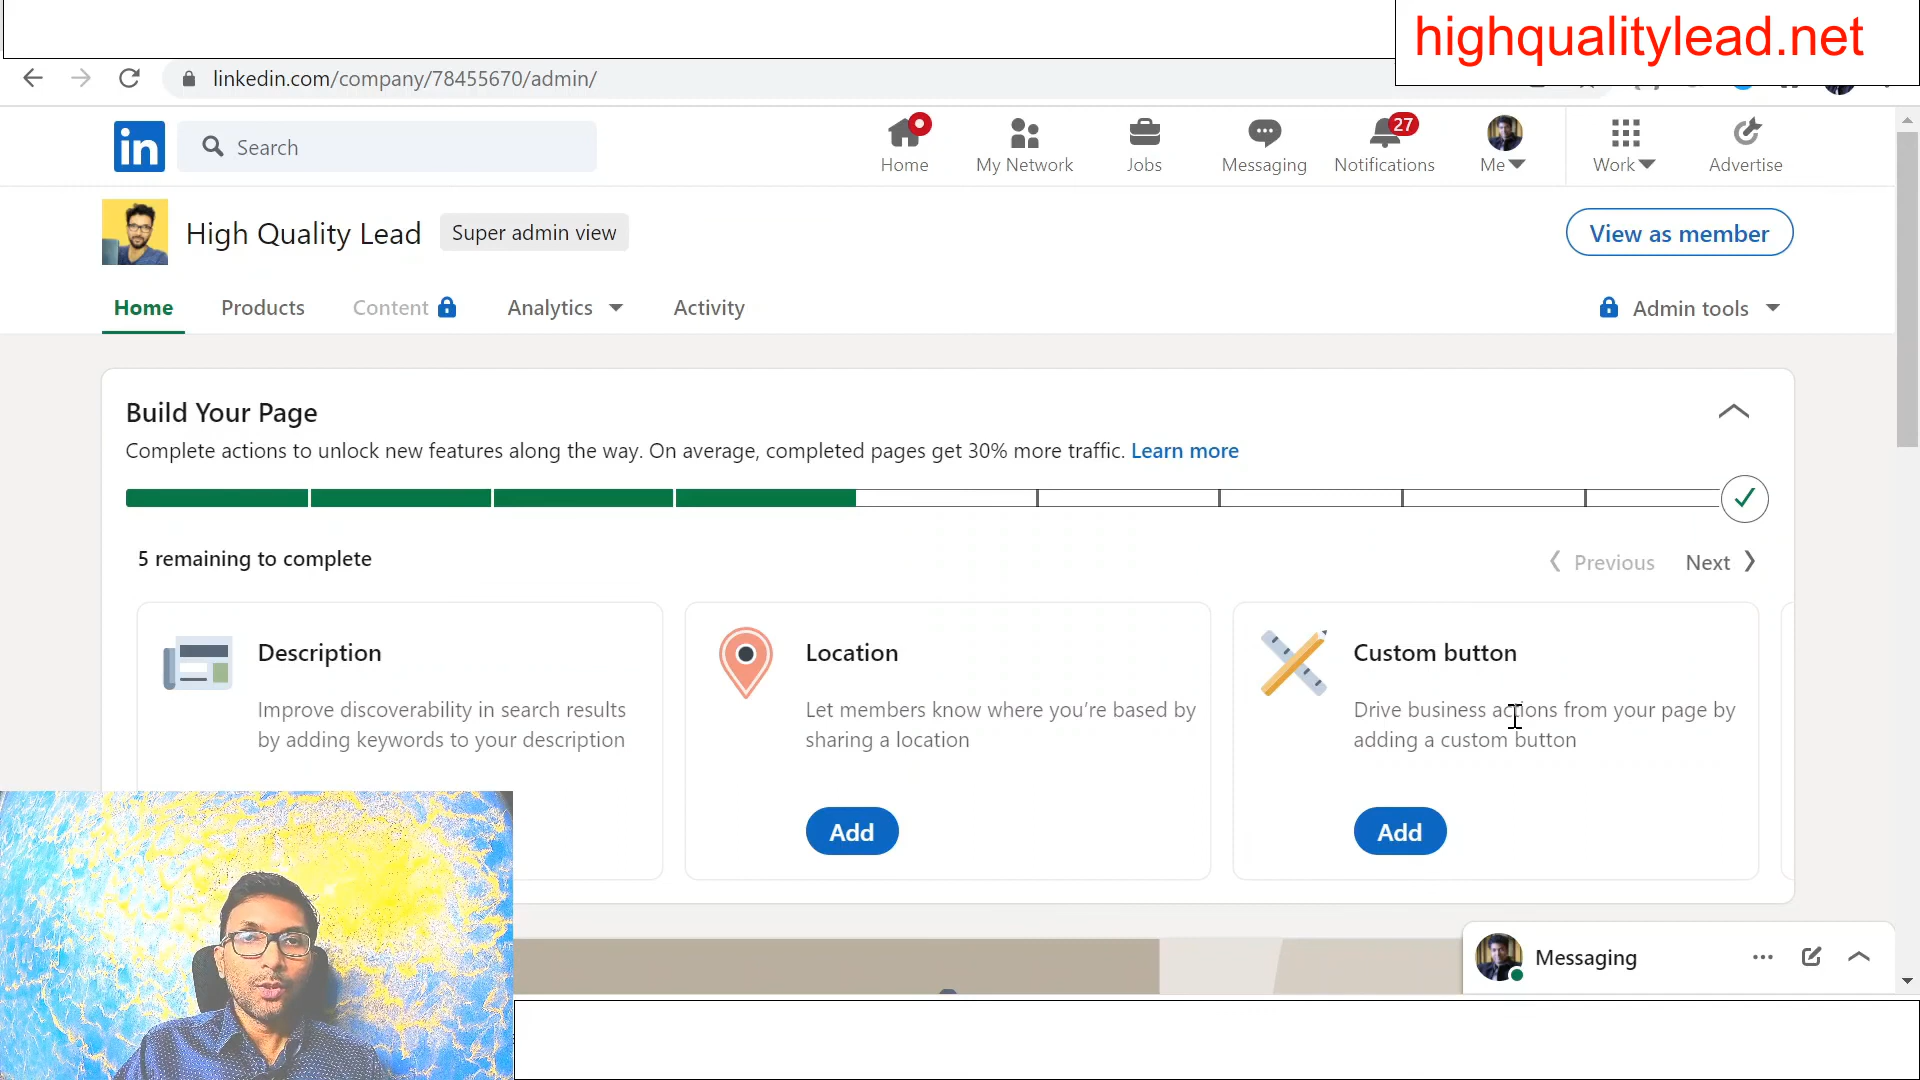 highqualitylead.net
linkedin.com/company/78455670/admin/
in
Search
Home
My Network
Jobs
Messaging
27
Notifications
Me
Work
Advertise
High Quality Lead
Super admin view
View as member
Home
Products
Content
Analytics
Activity
Admin tools
Build Your Page
Complete actions to unlock new features along the way. On average, completed pages get 30% more traffic. Learn more
5 remaining to complete
Previous
Next
Description
Improve discoverability in search results
by adding keywords to your description
Location
Let members know where you’re based by
sharing a location
Add
Custom button
Drive business actions from your page by
adding a custom button
Add
Messaging